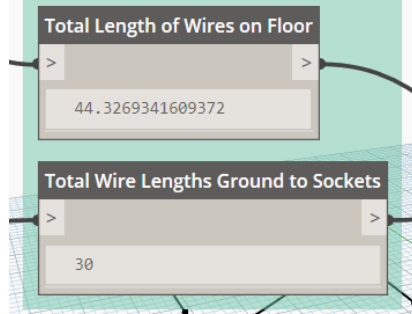 Total Length of Wires on Floor
> >
44.3269341609372
Total Wire Lengths Ground to Sockets
> >
30